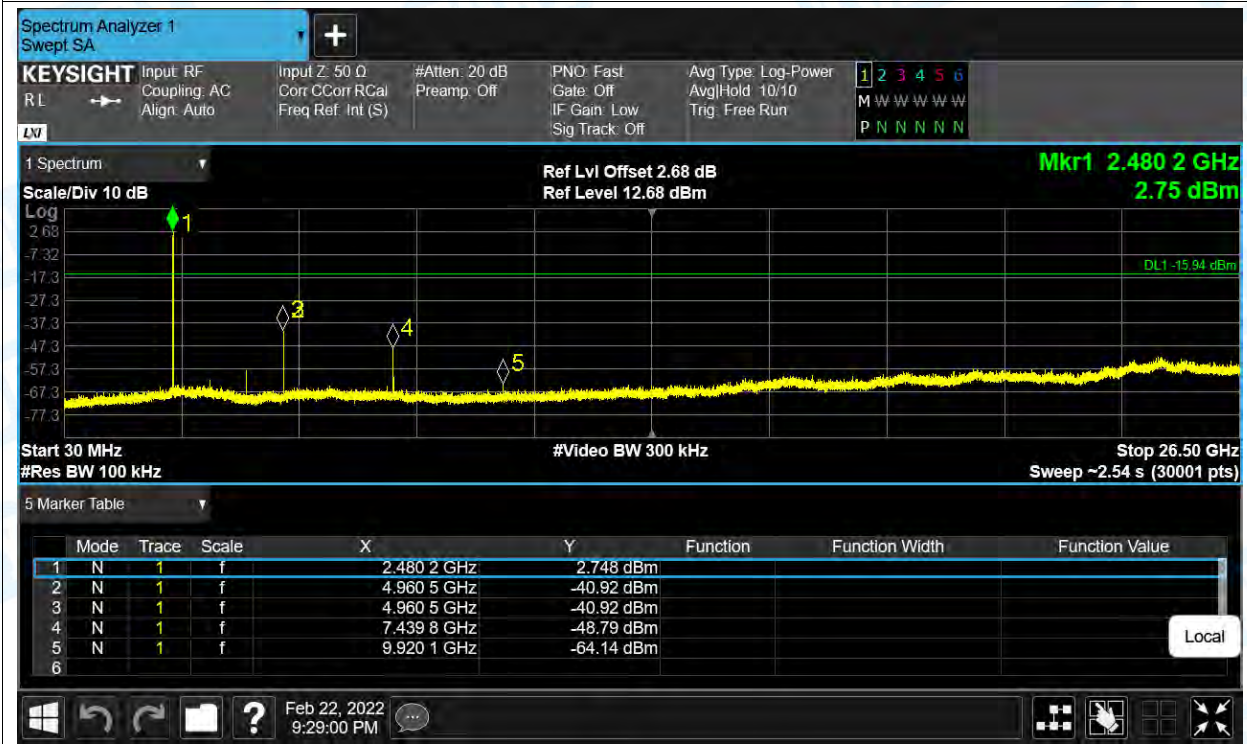 Spectrum Analyzer 1
Swept SA
+
KEYSIGHT Input: RF Input Z: 50 Ω #Atten: 20 dB PNO: Fast Avg Type: Log-Power 1 2 3 4 5 6
R L Coupling: AC Corr CCorr RCal Preamp: Off Gate: Off Avg|Hold: 10/10 M W W W W W W
Align: Auto Freq Ref: Int (S) IF Gain: Low Trig: Free Run
LXI Sig Track: Off P N N N N N N
1 Spectrum
Ref Lvl Offset 2.68 dB Mkr1 2.480 2 GHz
Scale/Div 10 dB Ref Level 12.68 dBm 2.75 dBm
Log
1
2.68
-7.32
DL1 -15.94 dBm
-17.3
-27.3
3
-37.3
4
-47.3
5
-57.3
-67.3
-77.3
Start 30 MHz #Video BW 300 kHz Stop 26.50 GHz
#Res BW 100 kHz Sweep ~2.54 s (30001 pts)
5 Marker Table
Mode Trace Scale X Y Function Function Width Function Value
1 N 1 f 2.480 2 GHz 2.748 dBm
2 N 1 f 4.960 5 GHz -40.92 dBm
3 N 1 f 4.960 5 GHz -40.92 dBm
4 N 1 f 7.439 8 GHz -48.79 dBm
5 N 1 f 9.920 1 GHz -64.14 dBm
6
Local
? Feb 22, 2022
9:29:00 PM